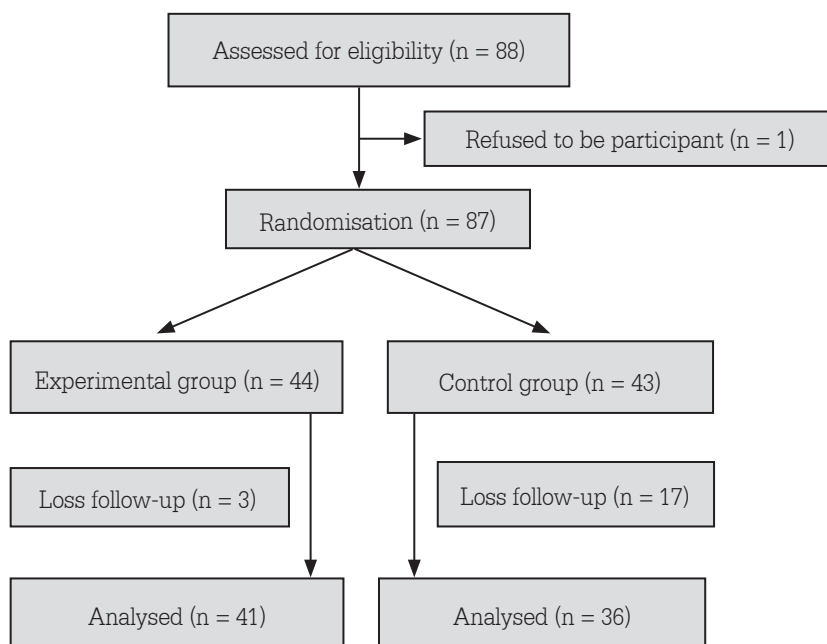 Assessed for eligibility (n = 88)
Refused to be participant (n = 1)
Randomisation (n = 87)
Experimental group (n = 44)
Control group (n = 43)
Loss follow-up (n = 3)
Loss follow-up (n = 17)
Analysed (n = 41)
Analysed (n = 36)